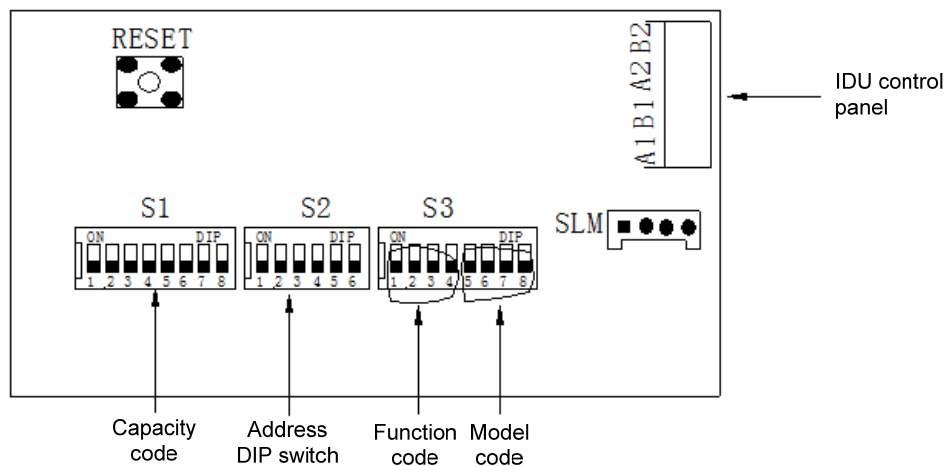 RESET
A1 B1 A2 B2
IDU control
panel
S1
S2
S3
SLM
ON DIP
1 2 3 4 5 6 7 8
ON DIP
1 2 3 4 5 6
ON DIP
1 2 3 4 5 6 7 8
Capacity
code
Address
DIP switch
Function
code
Model
code